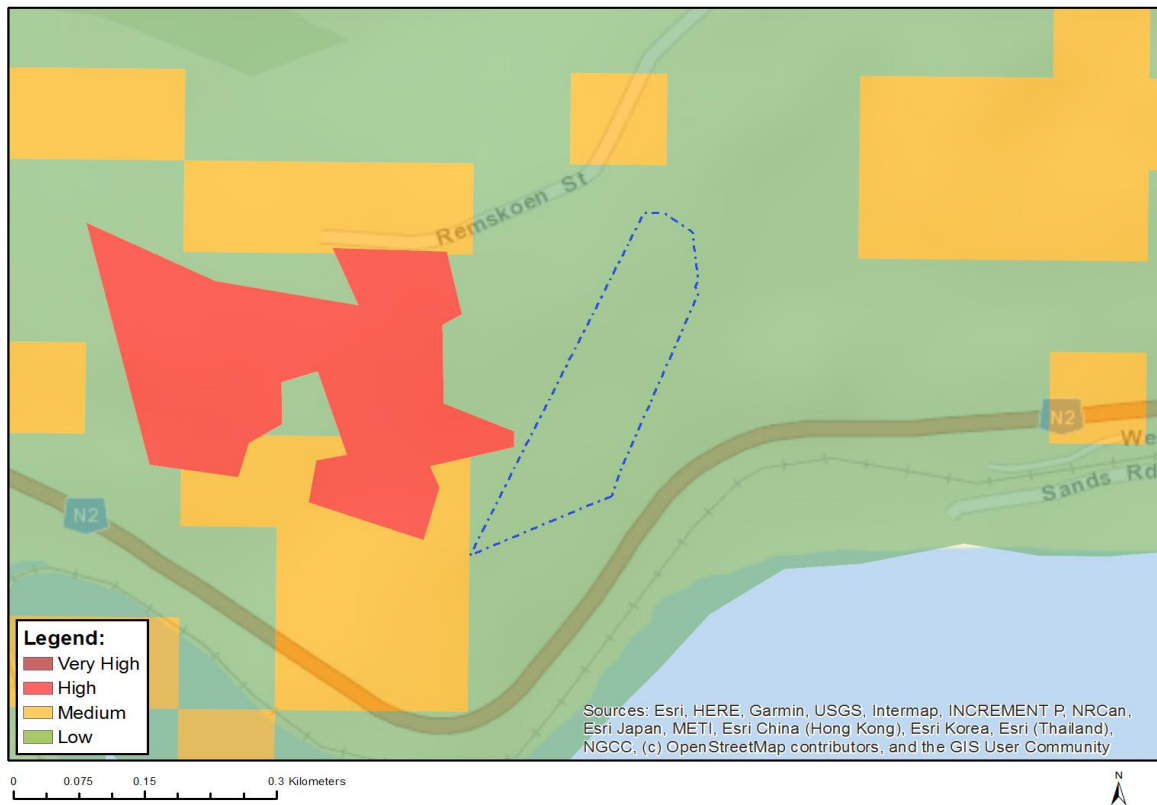 Remskoen St
N2
We
Sands Rd
N2
Legend:
Very High
High
Medium
Low
Sources: Esri, HERE, Garmin, USGS, Intermap, INCREMENT P, NRCan,
Esri Japan, METI, Esri China (Hong Kong), Esri Korea, Esri (Thailand),
NGCC, (c) OpenStreetMap contributors, and the GIS User Community
0 0.075 0.15 0.3 Kilometers
N